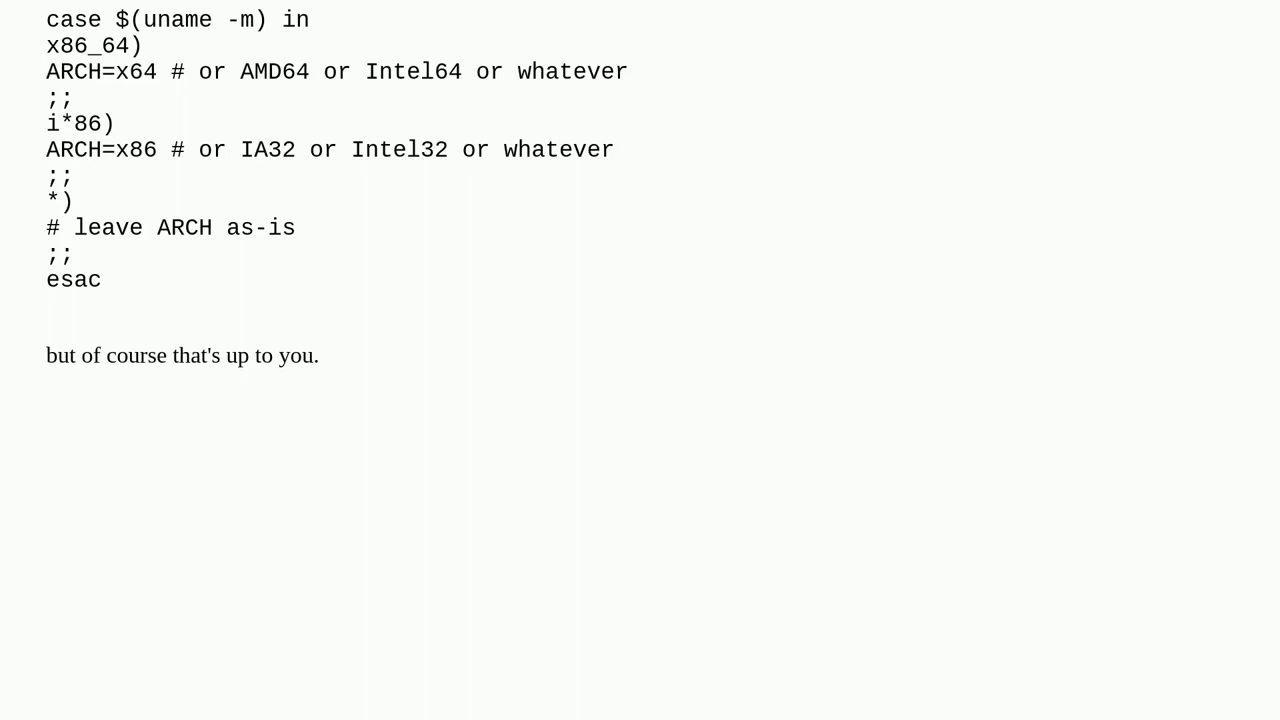 case $(uname -m) in
x86_64)
ARCH=x64 # or AMD64 or Intel64 or whatever
;;
i*86)
ARCH=x86 # or IA32 or Intel32 or whatever
;;
*)
# leave ARCH as-is
;;
esac
but of course that's up to you.